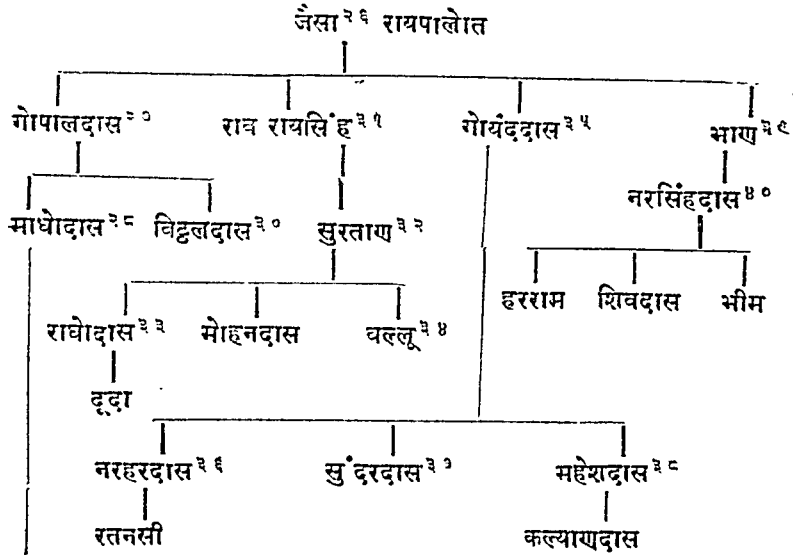 जैसा२६ रायपालोत
गोपालदास२७ राव रायसिंह३१ गोयंददास३५ भाण३९
नरसिंहदास४०
माधोदास२८ विट्ठलदास३० सुरताण३२
हरराम शिवदास भीम
राघोदास३३ मोहनदास वल्लू३४
दूदा
नरहरदास३६ सुंदरदास३७ महेशदास३८
रतनसी कल्याणदास